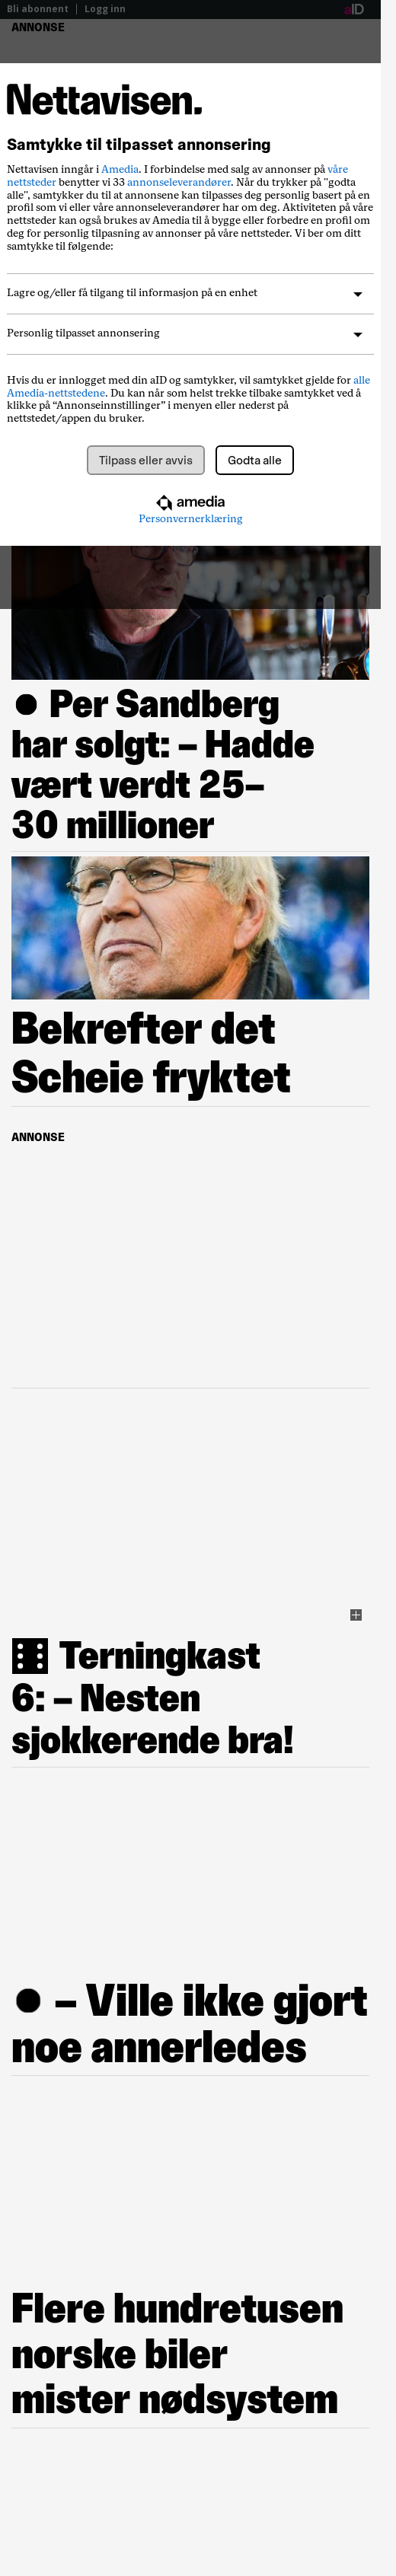 Bli abonnent | Logg inn aID
ANNONSE
Nettavisen.
Samtykke til tilpasset annonsering
Nettavisen inngår i Amedia. I forbindelse med salg av annonser på våre
nettsteder benytter vi 33 annonseleverandører. Når du trykker på "godta
alle", samtykker du til at annonsene kan tilpasses deg personlig basert på en
profil som vi eller våre annonseleverandører har om deg. Aktiviteten på våre
nettsteder kan også brukes av Amedia til å bygge eller forbedre en profil om
deg for personlig tilpasning av annonser på våre nettsteder. Vi ber om ditt
samtykke til følgende:
Lagre og/eller få tilgang til informasjon på en enhet
Personlig tilpasset annonsering
Hvis du er innlogget med din aID og samtykker, vil samtykket gjelde for alle
Amedia-nettstedene. Du kan når som helst trekke tilbake samtykket ved å
klikke på “Annonseinnstillinger” i menyen eller nederst på
nettstedet/appen du bruker.
Tilpass eller avvis Godta alle
amedia
Personvernerklæring
Per Sandberg
har solgt: – Hadde
vært verdt 25–
30 millioner
Bekrefter det
Scheie fryktet
ANNONSE
Terningkast
6: – Nesten
sjokkerende bra!
– Ville ikke gjort
noe annerledes
Flere hundretusen
norske biler
mister nødsystem